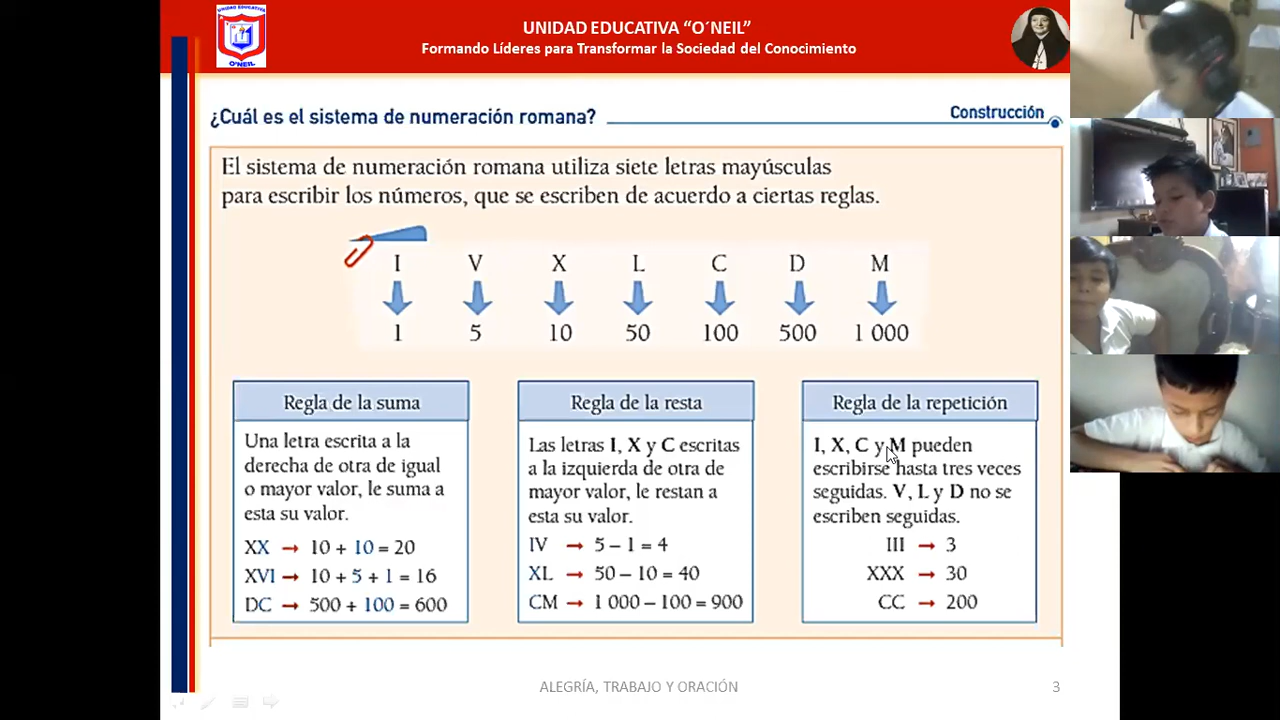 UNIDAD EDUCATIVA
O´NEIL
UNIDAD EDUCATIVA “O´NEIL”
Formando Líderes para Transformar la Sociedad del Conocimiento
¿Cuál es el sistema de numeración romana?
Construcción
El sistema de numeración romana utiliza siete letras mayúsculas
para escribir los números, que se escriben de acuerdo a ciertas reglas.
I V X L C D M
1 5 10 50 100 500 1 000
Regla de la suma
Una letra escrita a la
derecha de otra de igual
o mayor valor, le suma a
esta su valor.
XX → 10 + 10 = 20
XVI → 10 + 5 + 1 = 16
DC → 500 + 100 = 600
Regla de la resta
Las letras I, X y C escritas
a la izquierda de otra de
mayor valor, le restan a
esta su valor.
IV → 5 – 1 = 4
XL → 50 – 10 = 40
CM → 1 000 – 100 = 900
Regla de la repetición
I, X, C y M pueden
escribirse hasta tres veces
seguidas. V, L y D no se
escriben seguidas.
III → 3
XXX → 30
CC → 200
ALEGRÍA, TRABAJO Y ORACIÓN
3